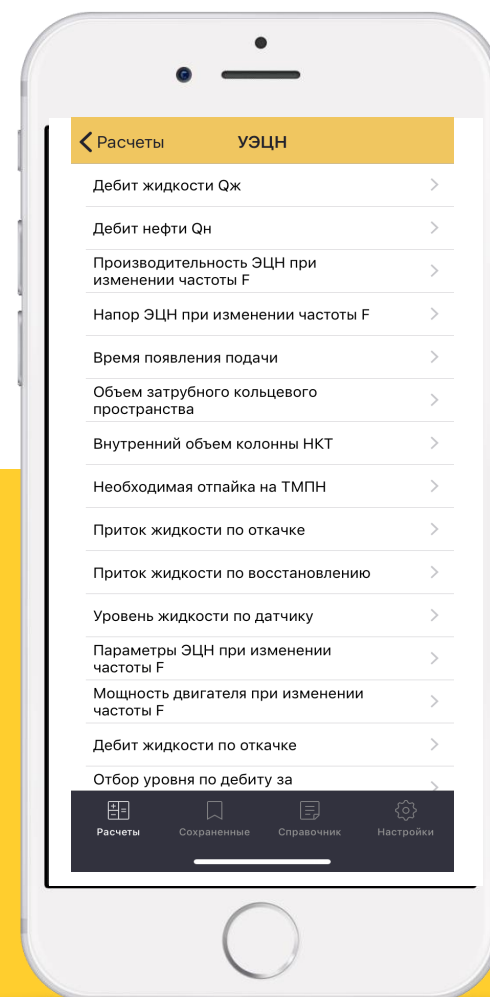 Расчеты УЭЦН
Дебит жидкости Qж
Дебит нефти Qн
Производительность ЭЦН при
изменении частоты F
Напор ЭЦН при изменении частоты F
Время появления подачи
Объем затрубного кольцевого
пространства
Внутренний объем колонны НКТ
Необходимая отпайка на ТМПН
Приток жидкости по откачке
Приток жидкости по восстановлению
Уровень жидкости по датчику
Параметры ЭЦН при изменении
частоты F
Мощность двигателя при изменении
частоты F
Дебит жидкости по откачке
Отбор уровня по дебиту за
Расчеты Сохраненные Справочник Настройки